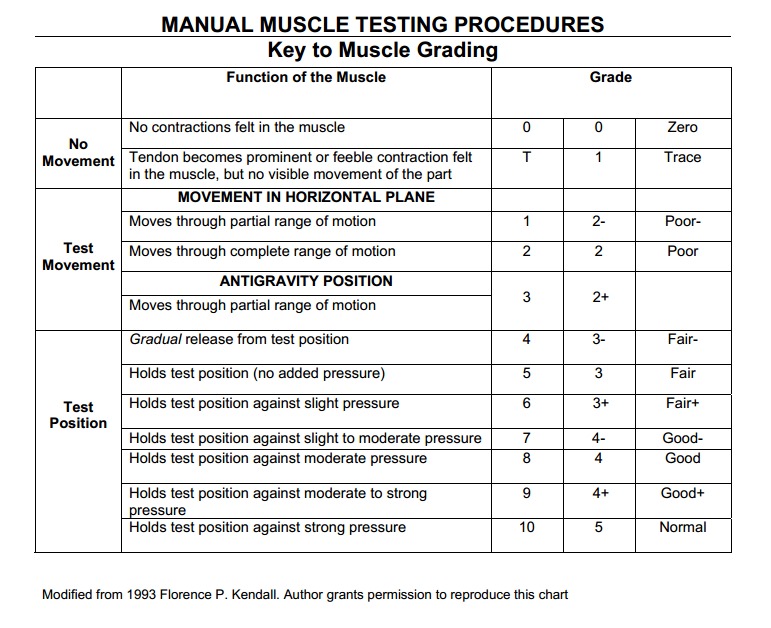 MANUAL MUSCLE TESTING PROCEDURES
Key to Muscle Grading
Function of the Muscle Grade
No Movement
No contractions felt in the muscle 0 0 Zero
Tendon becomes prominent or feeble contraction felt
in the muscle, but no visible movement of the part T 1 Trace
Test Movement
MOVEMENT IN HORIZONTAL PLANE
Moves through partial range of motion 1 2- Poor-
Moves through complete range of motion 2 2 Poor
ANTIGRAVITY POSITION
Moves through partial range of motion 3 2+
Test Position
Gradual release from test position 4 3- Fair-
Holds test position (no added pressure) 5 3 Fair
Holds test position against slight pressure 6 3+ Fair+
Holds test position against slight to moderate pressure 7 4- Good-
Holds test position against moderate pressure 8 4 Good
Holds test position against moderate to strong
pressure 9 4+ Good+
Holds test position against strong pressure 10 5 Normal
Modified from 1993 Florence P. Kendall. Author grants permission to reproduce this chart